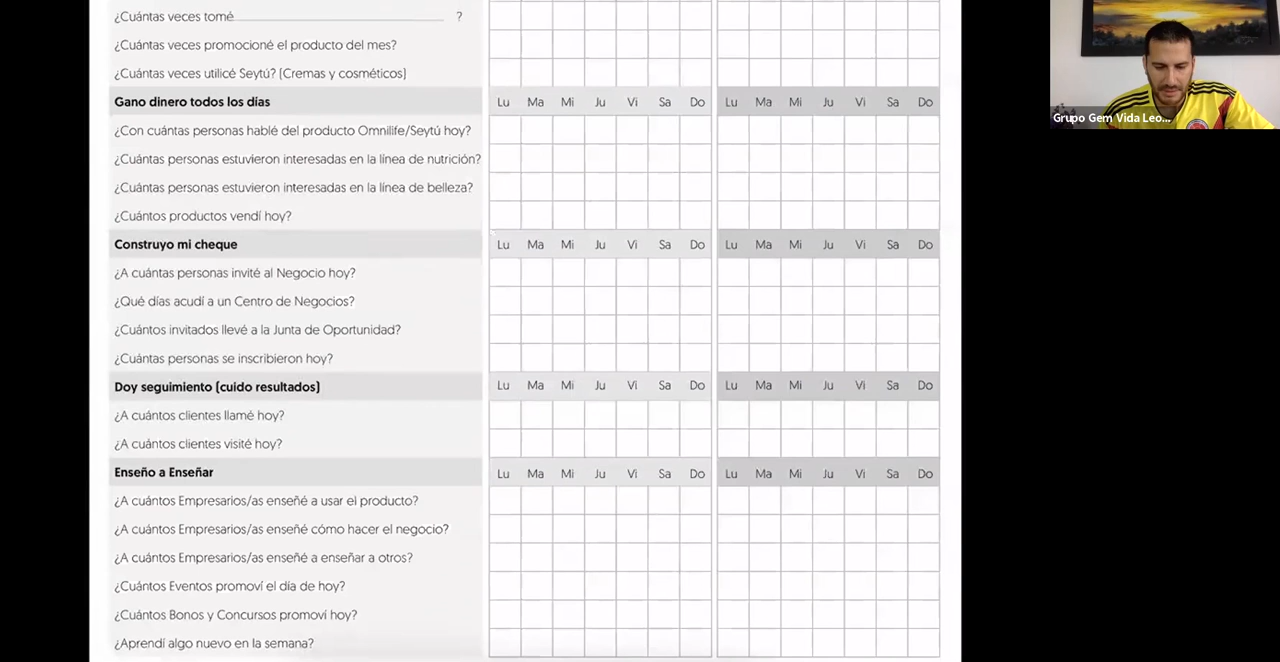 ¿Cuántas veces tomé ?
¿Cuántas veces promocioné el producto del mes?
¿Cuántas veces utilicé Seytú? (Cremas y cosméticos)
Gano dinero todos los días Lu Ma Mi Ju Vi Sa Do Lu Ma Mi Ju Vi Sa Do
¿Con cuántas personas hablé del producto Omnilife/Seytú hoy?
¿Cuántas personas estuvieron interesadas en la línea de nutrición?
¿Cuántas personas estuvieron interesadas en la línea de belleza?
¿Cuántos productos vendí hoy?
Construyo mi cheque Lu Ma Mi Ju Vi Sa Do Lu Ma Mi Ju Vi Sa Do
¿A cuántas personas invité al Negocio hoy?
¿Qué días acudí a un Centro de Negocios?
¿Cuántos invitados llevé a la Junta de Oportunidad?
¿Cuántas personas se inscribieron hoy?
Doy seguimiento (cuido resultados) Lu Ma Mi Ju Vi Sa Do Lu Ma Mi Ju Vi Sa Do
¿A cuántos clientes llamé hoy?
¿A cuántos clientes visité hoy?
Enseño a Enseñar Lu Ma Mi Ju Vi Sa Do Lu Ma Mi Ju Vi Sa Do
¿A cuántos Empresarios/as enseñé a usar el producto?
¿A cuántos Empresarios/as enseñé cómo hacer el negocio?
¿A cuántos Empresarios/as enseñé a enseñar a otros?
¿Cuántos Eventos promoví el día de hoy?
¿Cuántos Bonos y Concursos promoví hoy?
¿Aprendí algo nuevo en la semana?
Grupo Gem Vida Leo...